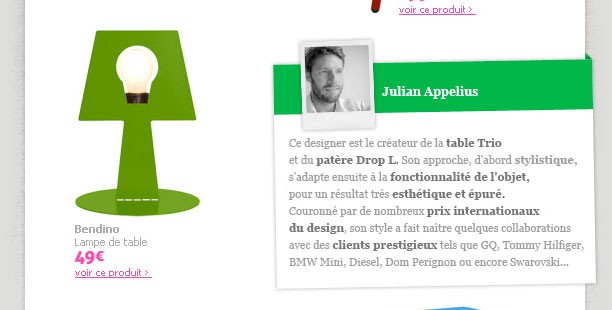 voir ce produit >
Julian Appelius
Ce designer est le créateur de la table Trio
et du patère Drop L. Son approche, d'abord stylistique,
s'adapte ensuite à la fonctionnalité de l'objet,
pour un résultat très esthétique et épuré.
Couronné par de nombreux prix internationaux
du design, son style a fait naître quelques collaborations
avec des clients prestigieux tels que GQ, Tommy Hilfiger,
BMW Mini, Diesel, Dom Perignon ou encore Swarovski...
Bendino
Lampe de table
49€
voir ce produit >